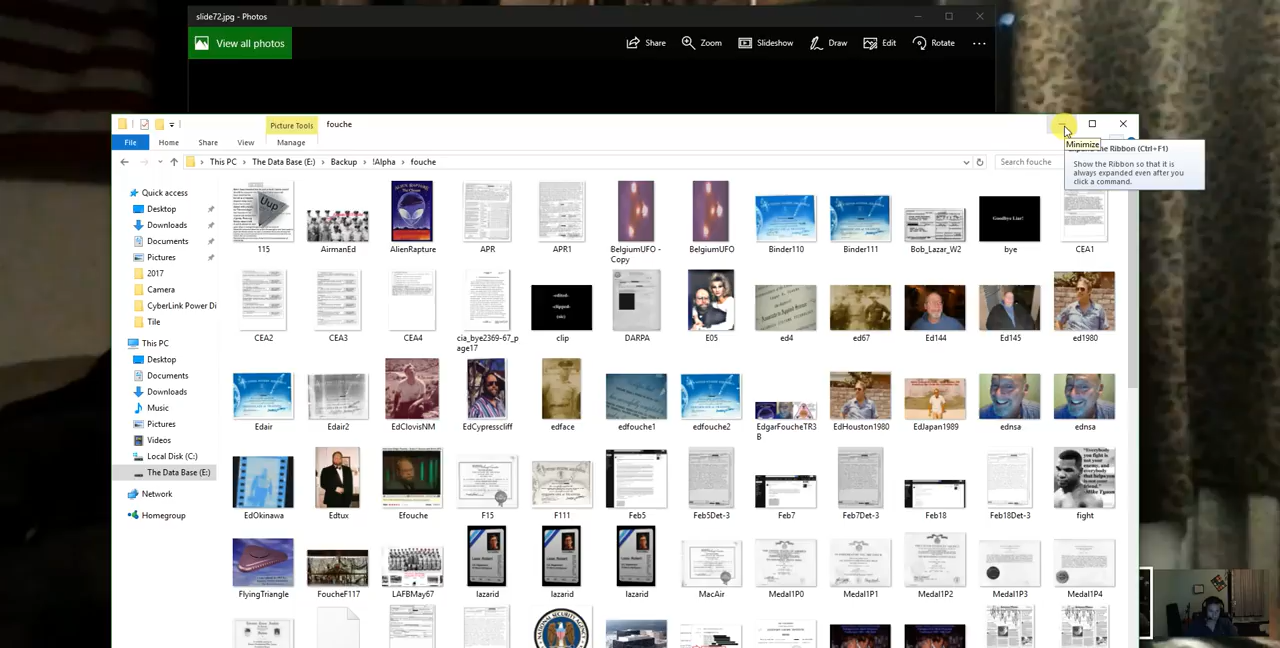 slide72.jpg - Photos
View all photos
Share Zoom Slideshow Draw Edit Rotate
Picture Tools fouche
File Home Share View Manage
Minimize
the Ribbon (Ctrl+F1)
Show the Ribbon so that it is
always expanded even after you
click a command.
This PC The Data Base (E:) Backup !Alpha fouche
Search fouche
Quick access
Desktop
Downloads
Documents
Pictures
2017
Camera
CyberLink Power Di
Tile
This PC
Desktop
Documents
Downloads
Music
Pictures
Videos
Local Disk (C:)
The Data Base (E:)
Network
Homegroup
Uup
Goodbye Liar!
115 AirmanEd AlienRapture APR APR1 BelgiumUFO - Copy BelgiumUFO Binder110 Binder111 Bob_Lazar_W2 bye CEA1
CEA2 CEA3 CEA4 cia_bye2369-67_page17 clip DARPA E05 ed4 ed67 Ed144 Ed145 ed1980
Edair Edair2 EdClovisNM EdCypresscliff edface edfouche1 edfouche2 EdgarFoucheTR3B EdHouston1980 EdJapan1989 ednsa ednsa
EdOkinawa Edtux Efouche F15 F111 Feb5 Feb5Det-3 Feb7 Feb7Det-3 Feb18 Feb18Det-3 fight
FlyingTriangle FoucheF117 LAFBMay67 lazarid lazarid lazarid MacAir Medal1P0 Medal1P1 Medal1P2 Medal1P3 Medal1P4